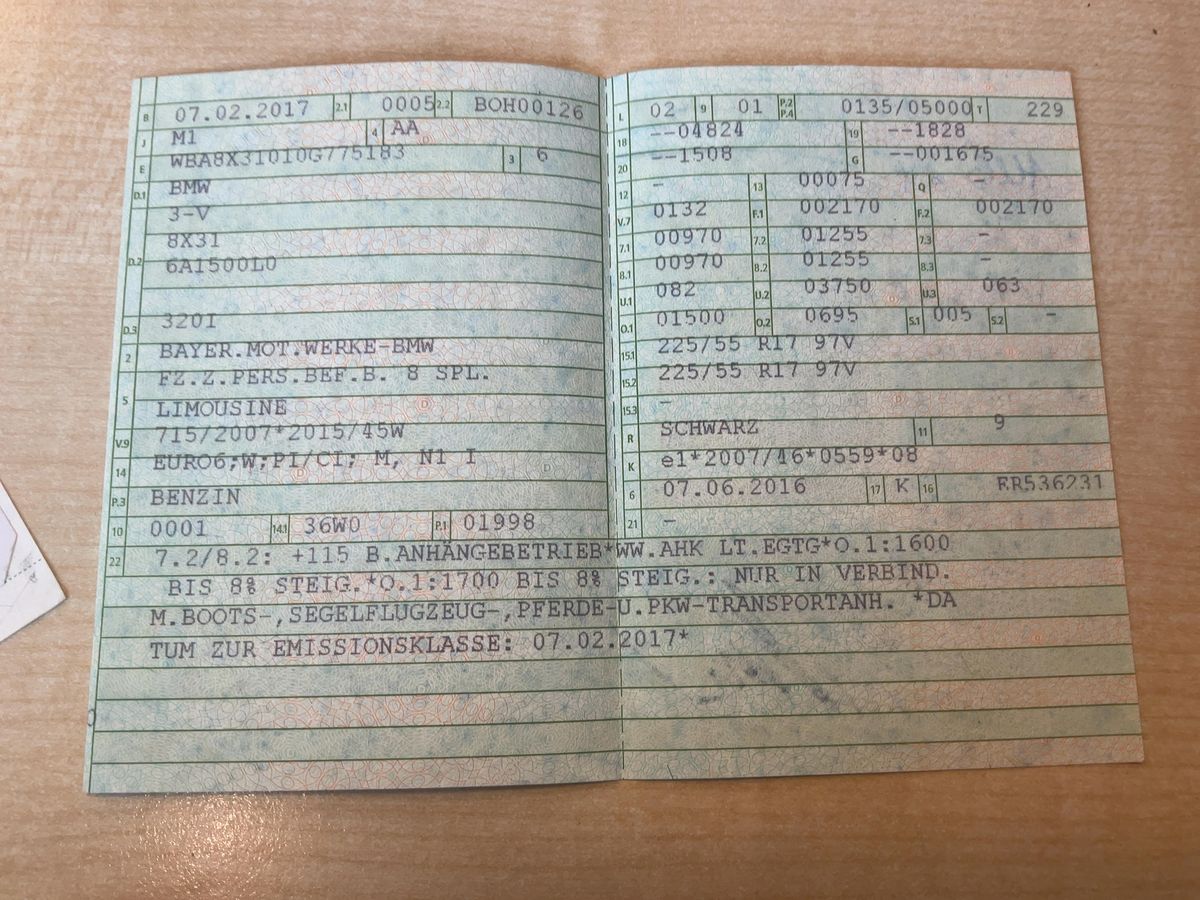 B 07.02.2017 2.1 0005 2.2 BOH00126
J M1 4 AA
E WBA8X31010G775183 3 6
D.1 BMW
3-V
8X31
D.2 6A1500L0
D.3 320I
2 BAYER.MOT.WERKE-BMW
FZ.Z.PERS.BEF.B. 8 SPL.
5 LIMOUSINE
V.9 715/2007*2015/45W
14 EURO6;W;PI/CI; M, N1 I
P.3 BENZIN
10 0001 14.1 36W0 P.1 01998
L 02 9 01 P.2 P.4 0135/05000 T 229
18 --04824 19 --1828
20 --1508 G --001675
12 - 13 00075 Q -
V.7 0132 F.1 002170 F.2 002170
7.1 00970 7.2 01255 7.3 -
8.1 00970 8.2 01255 8.3 -
U.1 082 U.2 03750 U.3 063
O.1 01500 O.2 0695 S.1 005 S.2 -
15.1 225/55 R17 97V
15.2 225/55 R17 97V
15.3 -
R SCHWARZ 11 9
K e1*2007/46*0559*08
6 07.06.2016 17 K 16 ER536231
21 -
22 7.2/8.2: +115 B.ANHÄNGEBETRIEB*WW.AHK LT.EGTG*O.1:1600
BIS 8% STEIG.*O.1:1700 BIS 8% STEIG.: NUR IN VERBIND.
M.BOOTS-,SEGELFLUGZEUG-,PFERDE-U.PKW-TRANSPORTANH. *DA
TUM ZUR EMISSIONSKLASSE: 07.02.2017*